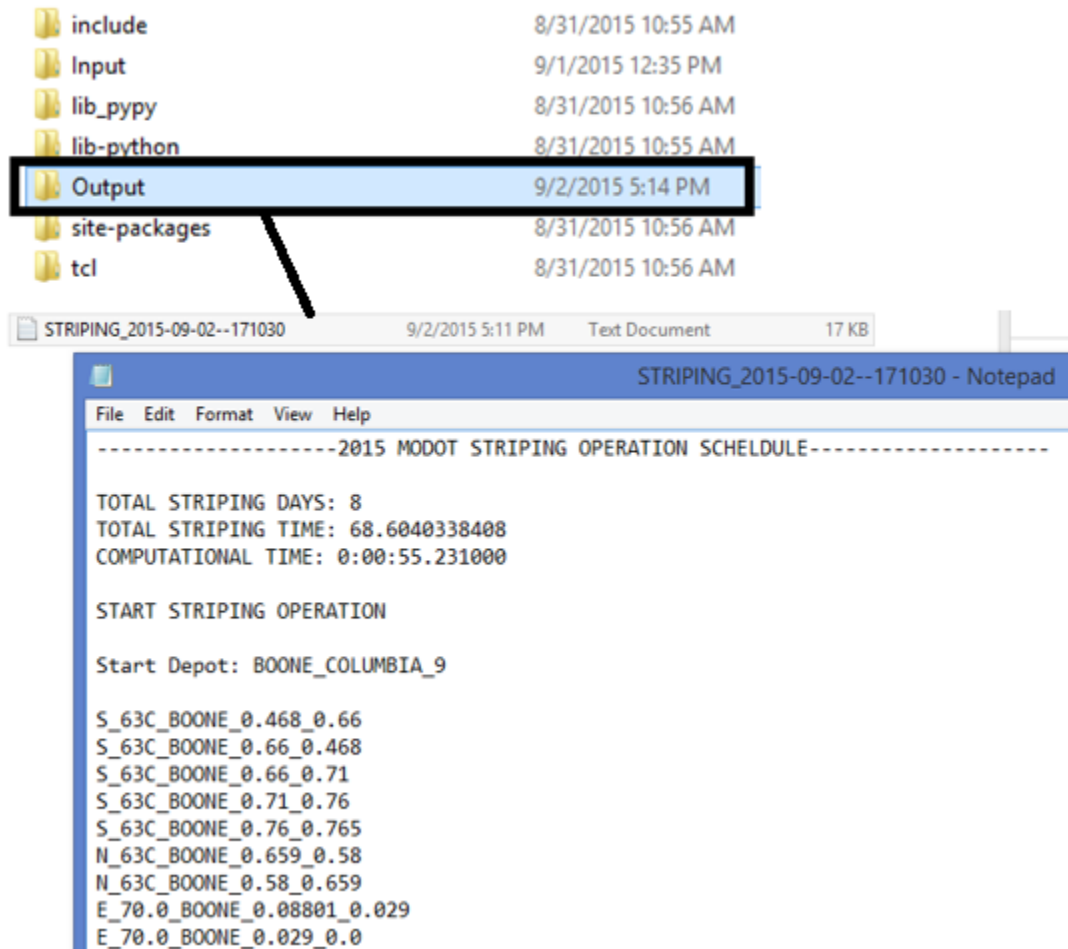 include 8/31/2015 10:55 AM
Input 9/1/2015 12:35 PM
lib_pypy 8/31/2015 10:56 AM
lib-python 8/31/2015 10:55 AM
Output 9/2/2015 5:14 PM
site-packages 8/31/2015 10:56 AM
tcl 8/31/2015 10:56 AM
STRIPING_2015-09-02--171030 9/2/2015 5:11 PM Text Document 17 KB
STRIPING_2015-09-02--171030 - Notepad
File Edit Format View Help
--------------------2015 MODOT STRIPING OPERATION SCHELDULE--------------------
TOTAL STRIPING DAYS: 8
TOTAL STRIPING TIME: 68.6040338408
COMPUTATIONAL TIME: 0:00:55.231000
START STRIPING OPERATION
Start Depot: BOONE_COLUMBIA_9
S_63C_BOONE_0.468_0.66
S_63C_BOONE_0.66_0.468
S_63C_BOONE_0.66_0.71
S_63C_BOONE_0.71_0.76
S_63C_BOONE_0.76_0.765
N_63C_BOONE_0.659_0.58
N_63C_BOONE_0.58_0.659
E_70.0_BOONE_0.08801_0.029
E_70.0_BOONE_0.029_0.0